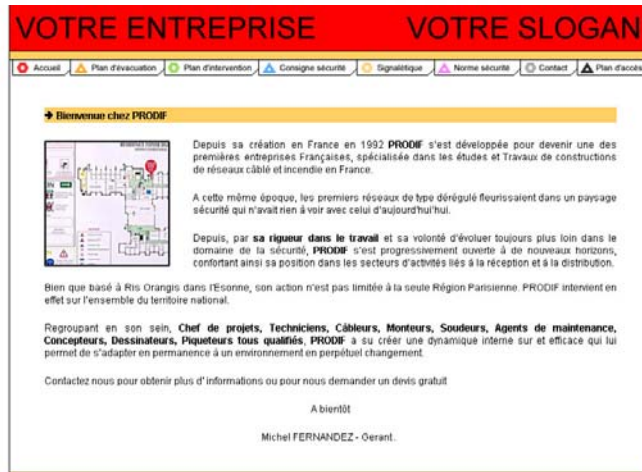 VOTRE ENTREPRISE VOTRE SLOGAN
Accueil Plan d'évacuation Plan d'intervention Consigne sécurité Signalétique Norme sécurité Contact Plan d'accès
➔ Bienvenue chez PRODIF
Depuis sa création en France en 1992 PRODIF s'est développée pour devenir une des
premières entreprises Françaises, spécialisée dans les études et Travaux de constructions
de réseaux câblé et incendie en France.
A cette même époque, les premiers réseaux de type dérégulé fleurissaient dans un paysage
sécurité qui n'avait rien à voir avec celui d'aujourd'hui'hui.
Depuis, par sa rigueur dans le travail et sa volonté d'évoluer toujours plus loin dans le
domaine de la sécurité, PRODIF s'est progressivement ouverte à de nouveaux horizons,
confortant ainsi sa position dans les secteurs d'activités liés à la réception et à la distribution.
Bien que basé à Ris Orangis dans l'Esonne, son action n'est pas limitée à la seule Région Parisienne. PRODIF intervient en
effet sur l'ensemble du territoire national.
Regroupant en son sein, Chef de projets, Techniciens, Câbleurs, Monteurs, Soudeurs, Agents de maintenance,
Concepteurs, Dessinateurs, Piqueteurs tous qualifiés, PRODIF a su créer une dynamique interne sur et efficace qui lui
permet de s'adapter en permanence à un environnement en perpétuel changement.
Contactez nous pour obtenir plus d'informations ou pour nous demander un devis gratuit
A bientôt
Michel FERNANDEZ - Gerant.